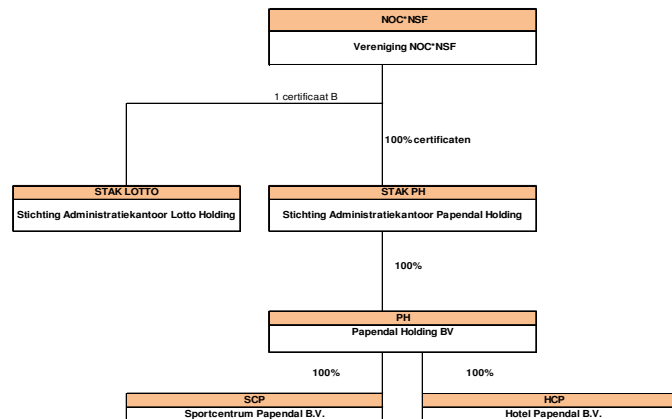 NOC*NSF
Vereniging NOC*NSF
1 certificaat B
100% certificaten
STAK LOTTO
Stichting Administratiekantoor Lotto Holding
STAK PH
Stichting Administratiekantoor Papendal Holding
100%
PH
Papendal Holding BV
100%
100%
SCP
Sportcentrum Papendal B.V.
HCP
Hotel Papendal B.V.